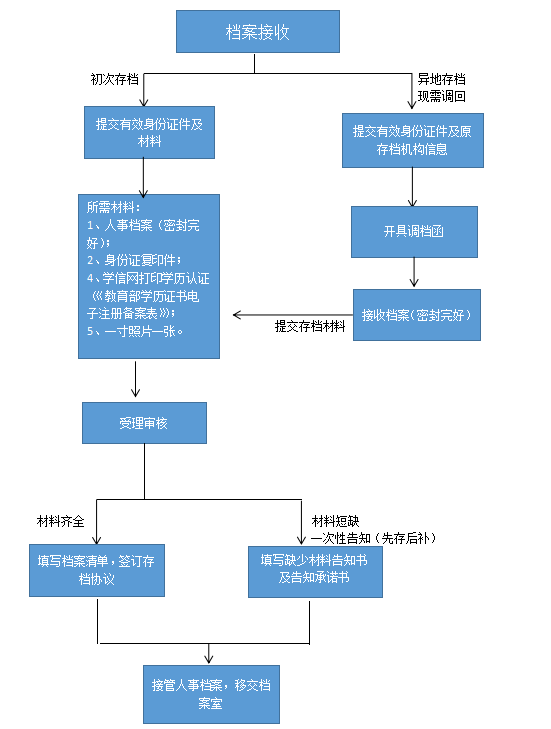 档案接收
初次存档
异地存档
现需调回
提交有效身份证件及
材料
提交有效身份证件及原
存档机构信息
所需材料：
1、人事档案（密封完
好）；
2、身份证复印件；
4、学信网打印学历认证
（《教育部学历证书电
子注册备案表》）；
5、一寸照片一张。
开具调档函
接收档案（密封完好）
提交存档材料
受理审核
材料齐全
材料短缺
一次性告知（先存后补）
填写档案清单，签订存
档协议
填写缺少材料告知书
及告知承诺书
接管人事档案，移交档
案室